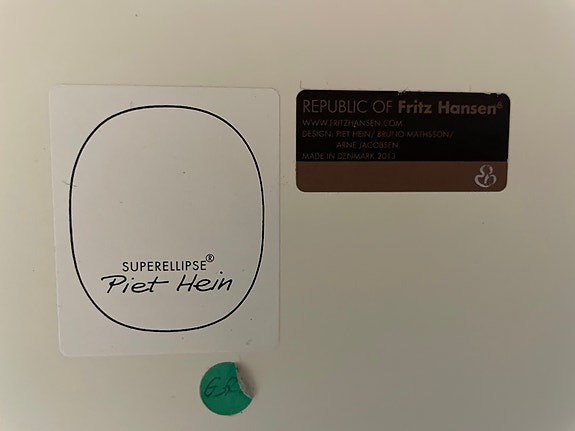 SUPERELLIPSE®
Piet Hein
REPUBLIC OF Fritz Hansen®
WWW.FRITZHANSEN.COM
DESIGN: PIET HEIN/ BRUNO MATHSSON/
ARNE JACOBSEN
MADE IN DENMARK 2013